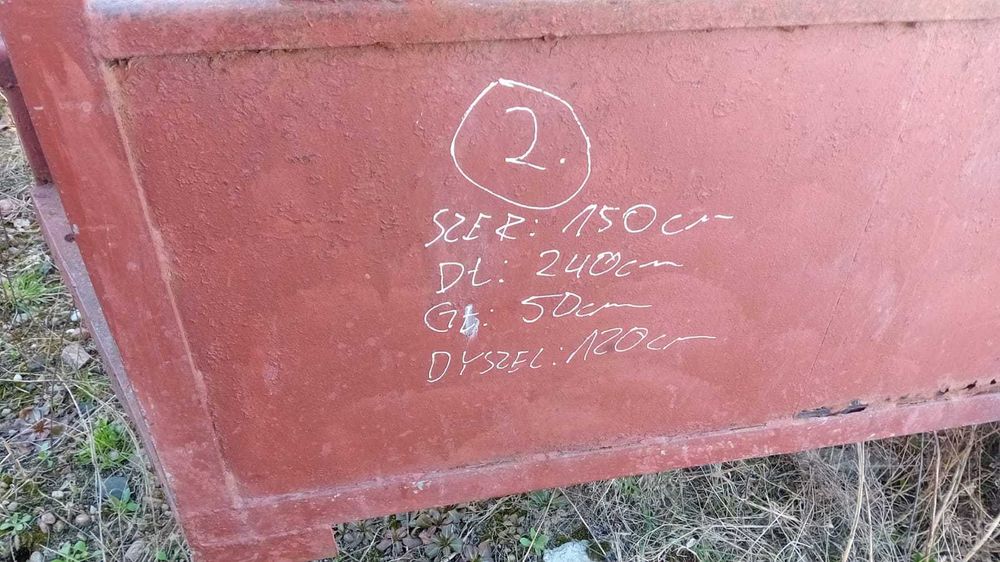 2.
SZER: 150cm
DŁ: 240cm
GŁ: 50cm
DYSZEL: 120cm